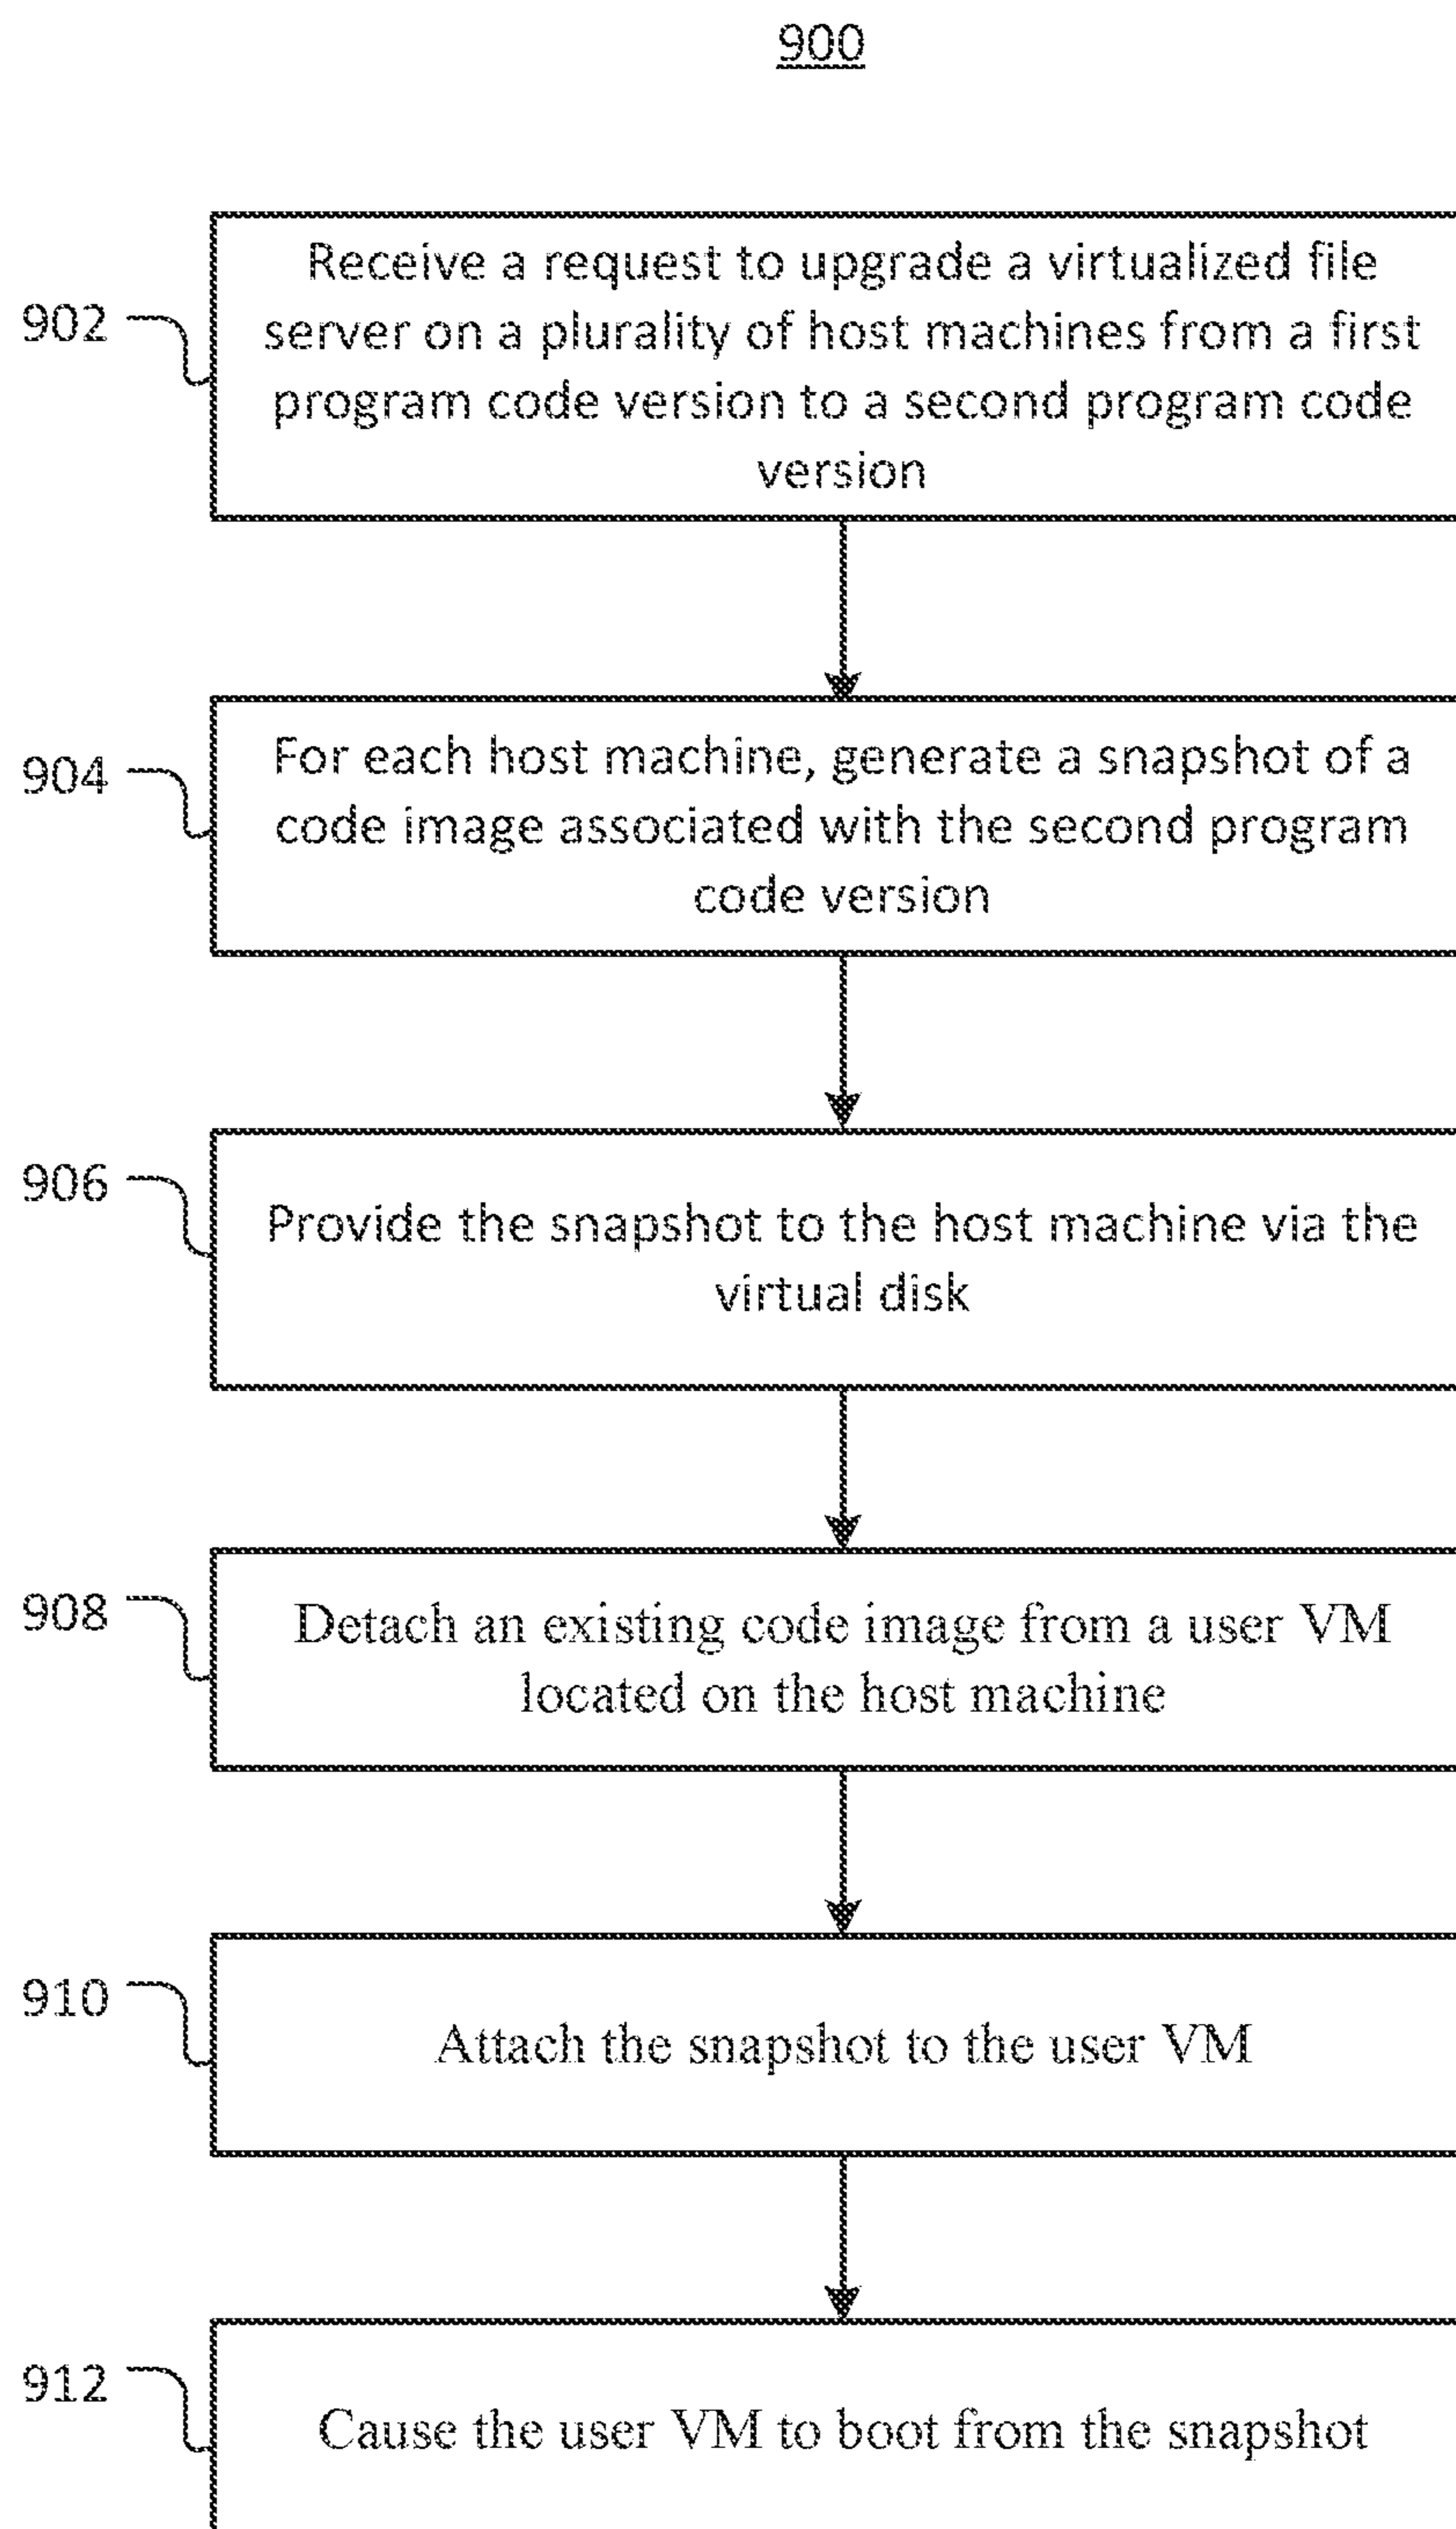 900
902
Receive a request to upgrade a virtualized file
server on a plurality of host machines from a first
program code version to a second program code
version
904
For each host machine, generate a snapshot of a
code image associated with the second program
code version
906
Provide the snapshot to the host machine via the
virtual disk
908
Detach an existing code image from a user VM
located on the host machine
910
Attach the snapshot to the user VM
912
Cause the user VM to boot from the snapshot